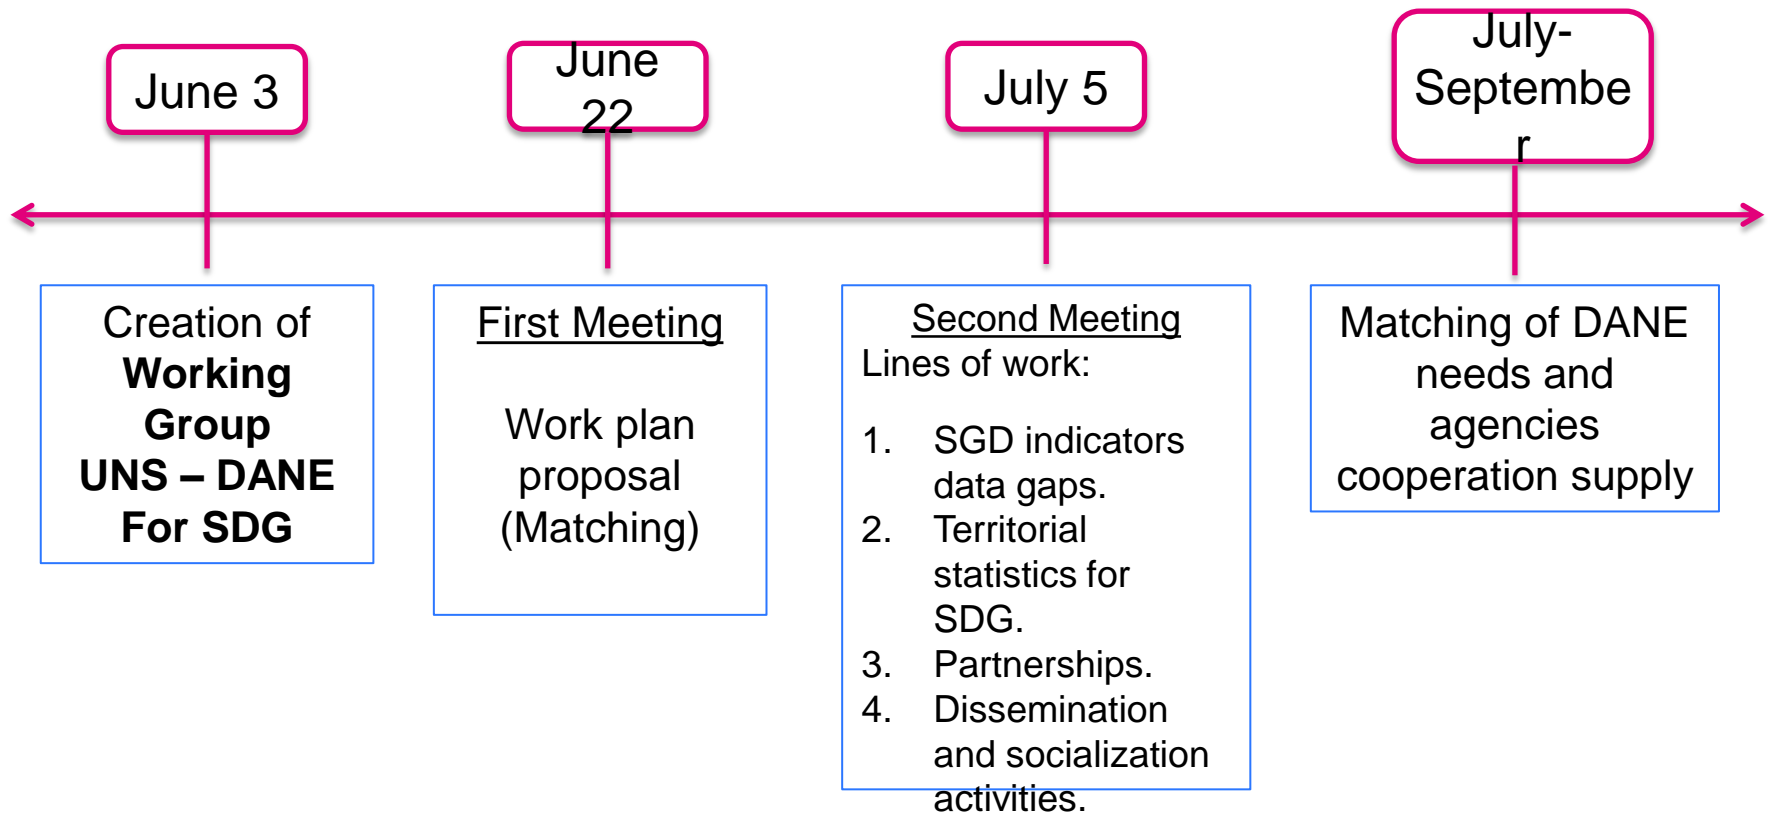 June 3
June
22
July 5
July-
Septembe
r
Creation of
Working
Group
UNS – DANE
For SDG
First Meeting
Work plan
proposal
(Matching)
Second Meeting
Lines of work:
1. SGD indicators
data gaps.
2. Territorial
statistics for
SDG.
3. Partnerships.
4. Dissemination
and socialization
activities.
Matching of DANE
needs and
agencies
cooperation supply